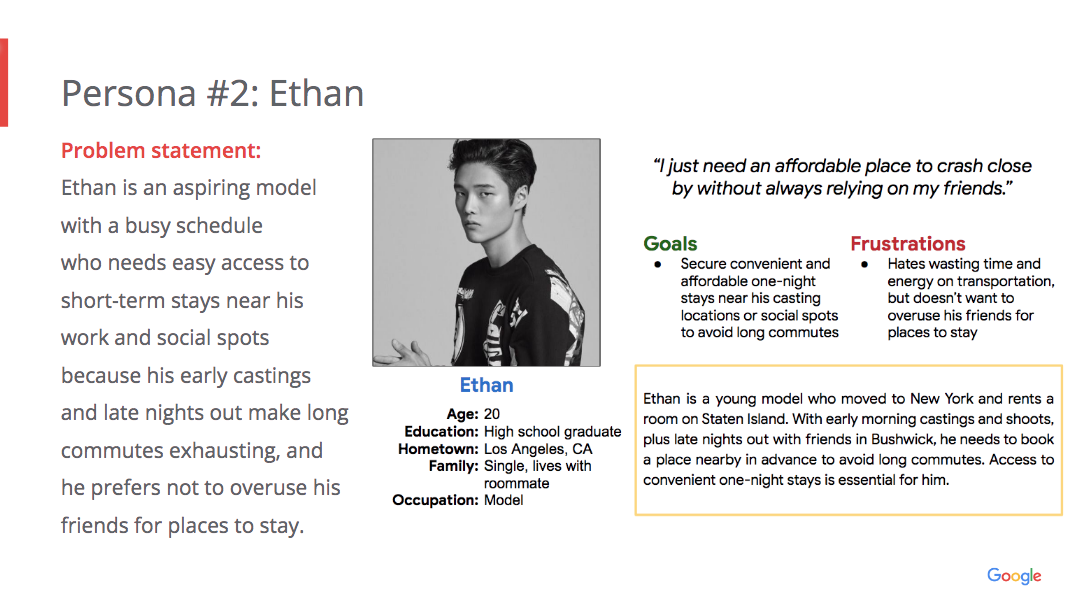 Persona #2: Ethan
Problem statement:
Ethan is an aspiring model
with a busy schedule
who needs easy access to
short-term stays near his
work and social spots
because his early castings
and late nights out make long
commutes exhausting, and
he prefers not to overuse his
friends for places to stay.
Ethan
Age: 20
Education: High school graduate
Hometown: Los Angeles, CA
Family: Single, lives with
roommate
Occupation: Model
“I just need an affordable place to crash close
by without always relying on my friends.”
Goals
● Secure convenient and
affordable one-night
stays near his casting
locations or social spots
to avoid long commutes
Frustrations
● Hates wasting time and
energy on transportation,
but doesn’t want to
overuse his friends for
places to stay
Ethan is a young model who moved to New York and rents a
room on Staten Island. With early morning castings and shoots,
plus late nights out with friends in Bushwick, he needs to book
a place nearby in advance to avoid long commutes. Access to
convenient one-night stays is essential for him.
Google